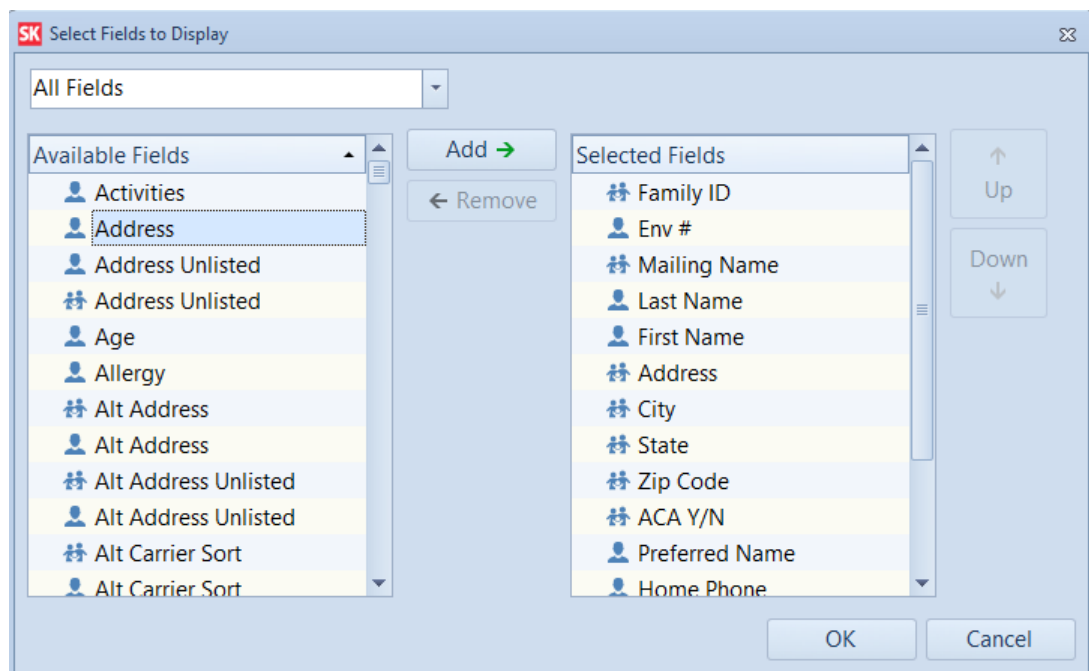 SK Select Fields to Display
All Fields
Available Fields
Activities
Address
Address Unlisted
Address Unlisted
Age
Allergy
Alt Address
Alt Address
Alt Address Unlisted
Alt Address Unlisted
Alt Carrier Sort
Alt Carrier Sort
Add →
← Remove
Selected Fields
Family ID
Env #
Mailing Name
Last Name
First Name
Address
City
State
Zip Code
ACA Y/N
Preferred Name
Home Phone
↑
Up
Down
↓
OK
Cancel